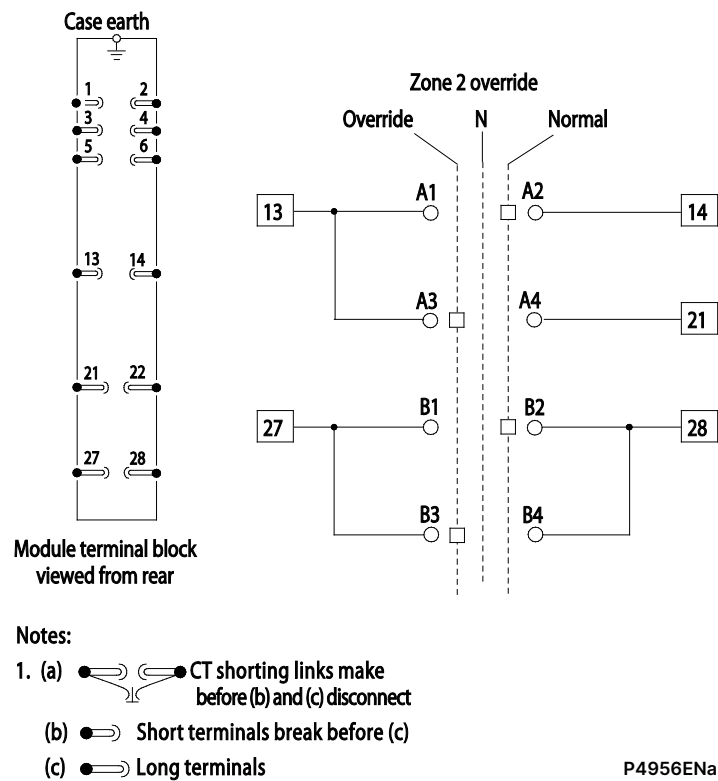 Case earth
1 2
3 4
5 6
13 14
21 22
27 28
Module terminal block
viewed from rear
Zone 2 override
Override N Normal
13 A1 A2 14
A3 A4 21
27 B1 B2 28
B3 B4
Notes:
1. (a) CT shorting links make
before (b) and (c) disconnect
(b) Short terminals break before (c)
(c) Long terminals
P4956ENa